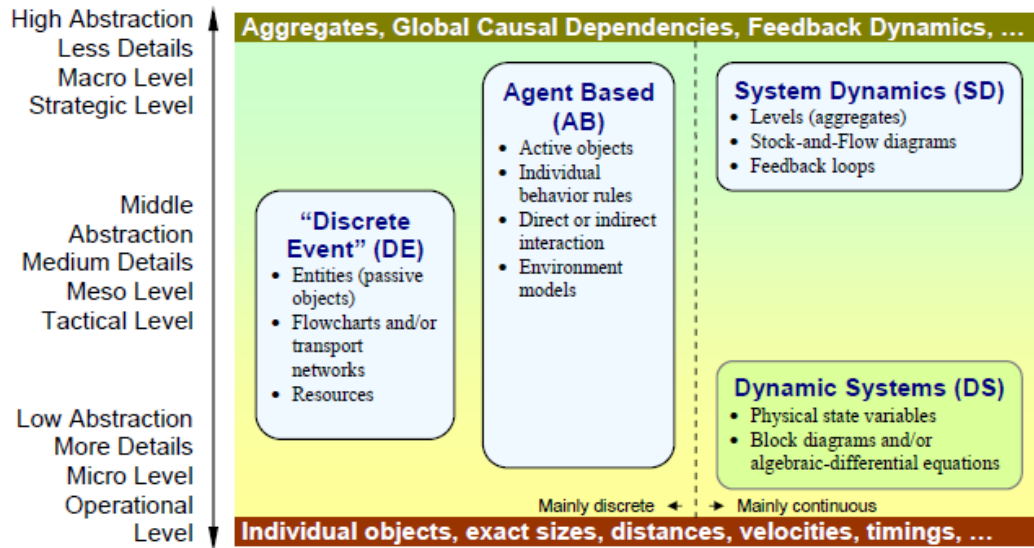 High Abstraction
Less Details
Macro Level
Strategic Level
Middle
Abstraction
Medium Details
Meso Level
Tactical Level
Low Abstraction
More Details
Micro Level
Operational
Level
Aggregates, Global Causal Dependencies, Feedback Dynamics, …
“Discrete
Event” (DE)
• Entities (passive
objects)
• Flowcharts and/or
transport
networks
• Resources
Agent Based
(AB)
• Active objects
• Individual
behavior rules
• Direct or indirect
interaction
• Environment
models
System Dynamics (SD)
• Levels (aggregates)
• Stock-and-Flow diagrams
• Feedback loops
Dynamic Systems (DS)
• Physical state variables
• Block diagrams and/or
algebraic-differential equations
Mainly discrete
Mainly continuous
Individual objects, exact sizes, distances, velocities, timings, …